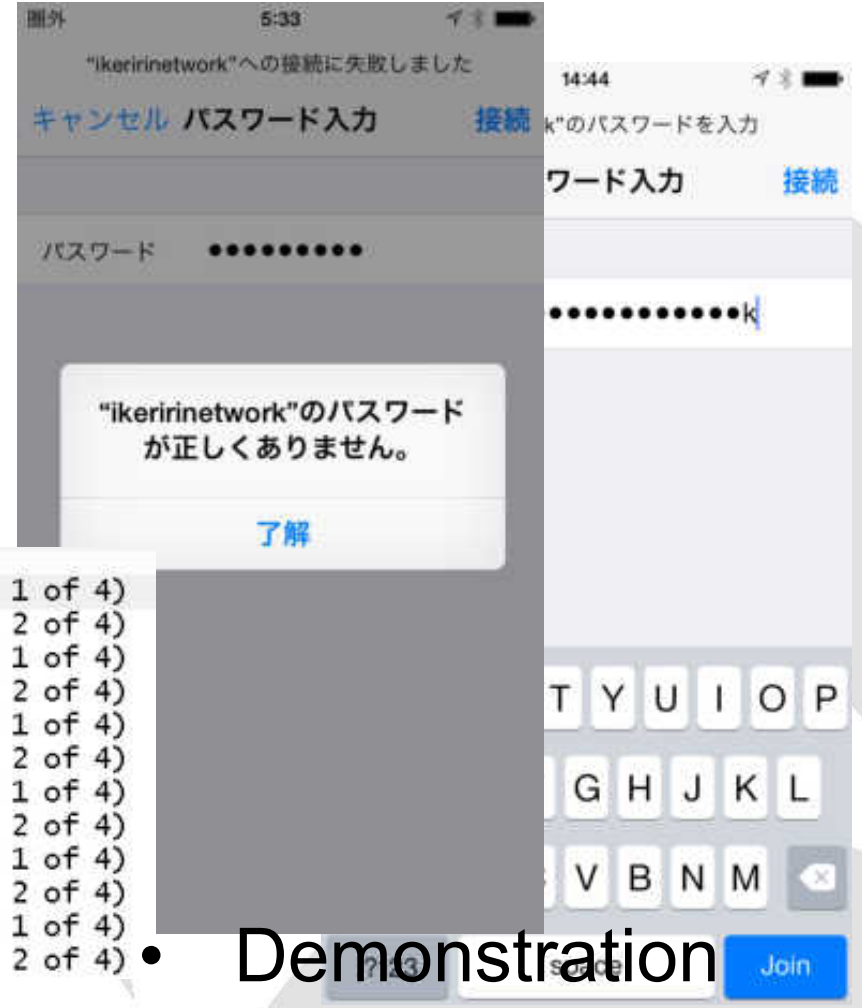 圏外 5:33
“ikeririnetwork”への接続に失敗しました
キャンセル パスワード入力 接続
パスワード •••••••••
“ikeririnetwork”のパスワード
が正しくありません。
了解
14:44
k”のパスワードを入力
ワード入力 接続
••••••••••••k
T Y U I O P
G H J K L
V B N M
.?123 space Join
1 of 4)
2 of 4)
1 of 4)
2 of 4)
1 of 4)
2 of 4)
1 of 4)
2 of 4)
1 of 4)
2 of 4)
1 of 4)
2 of 4)
• Demonstration